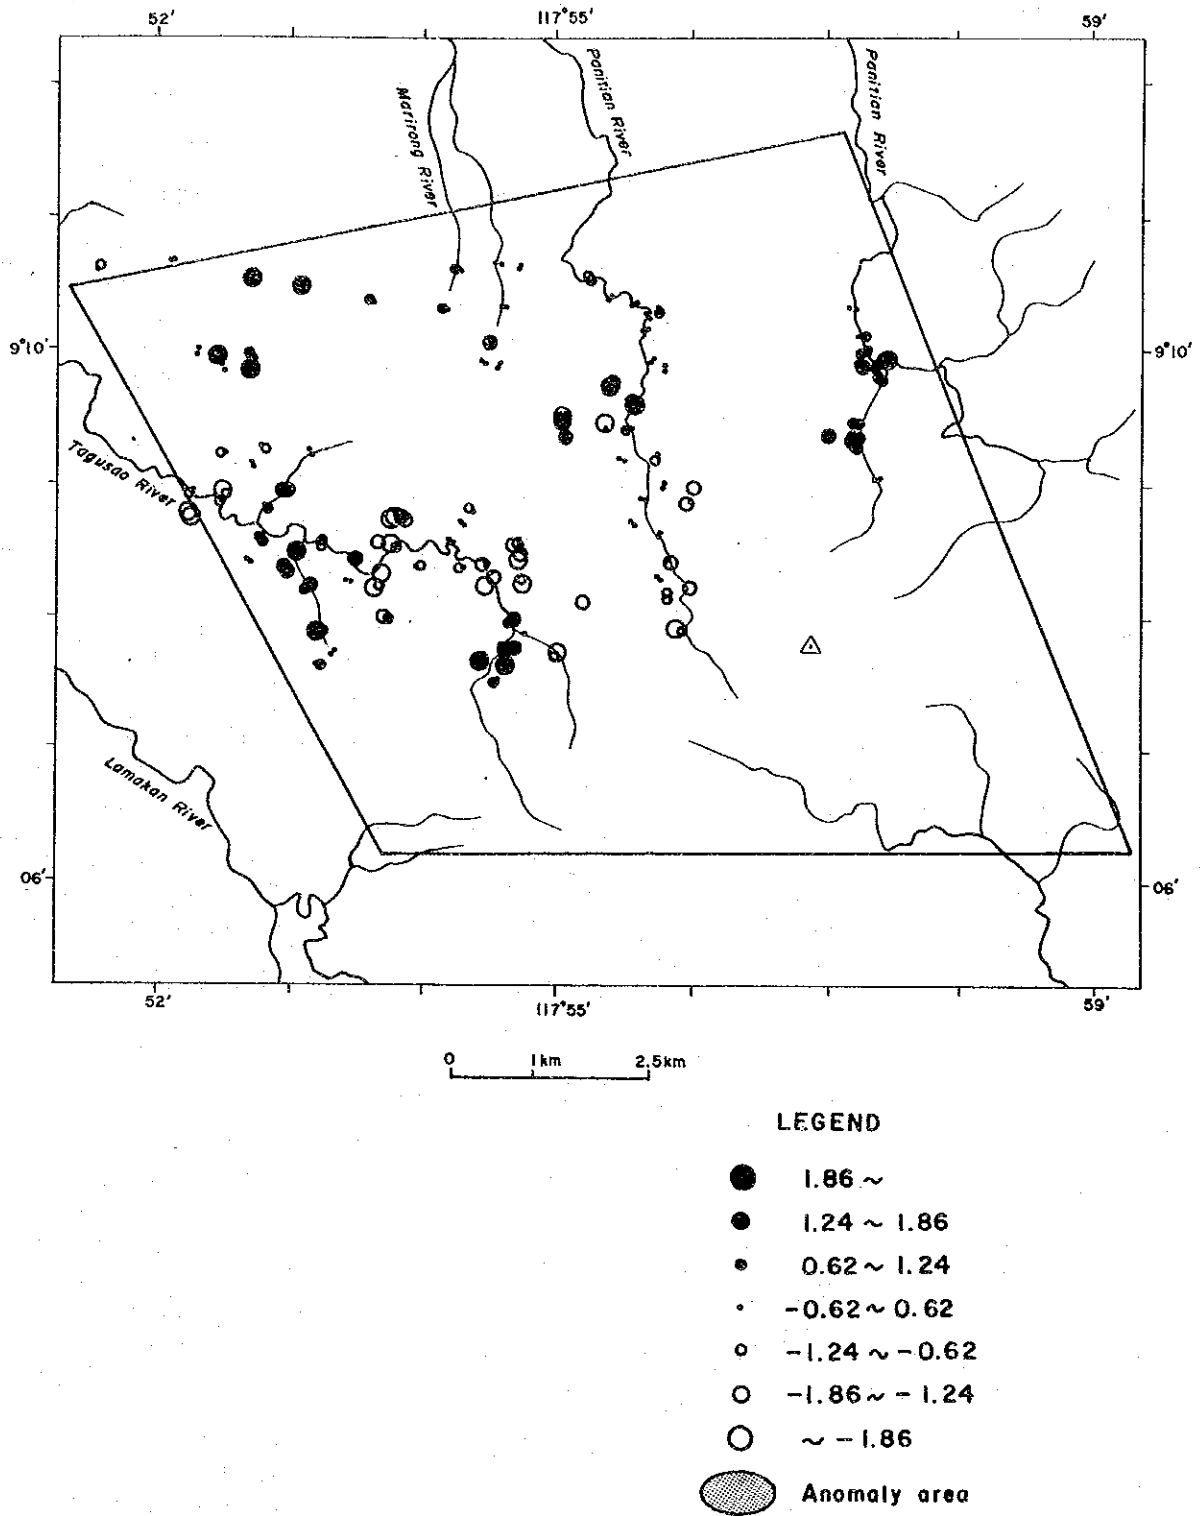 52′ 117°55′ 59′
Marirong River
Panitian River
Panitian River
9°10′ 9°10′
Tagusao River
Lamakan River
06′ 06′
52′ 117°55′ 59′
0 1km 2.5km
LEGEND
1.86 ~
1.24 ~ 1.86
0.62 ~ 1.24
-0.62 ~ 0.62
-1.24 ~ -0.62
-1.86 ~ -1.24
~ -1.86
Anomaly area